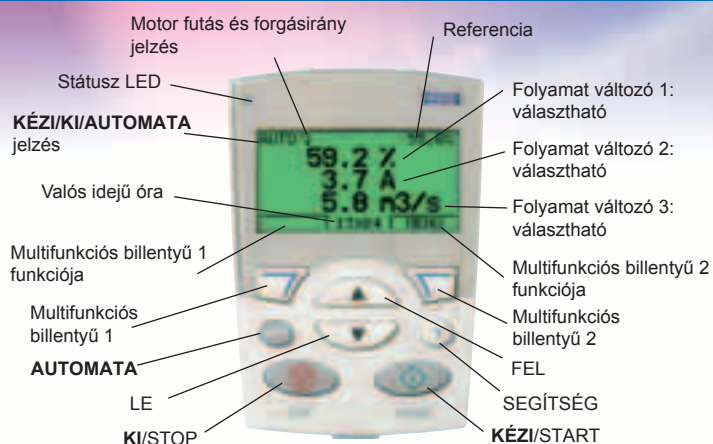 Motor futás és forgásirány
jelzés
Referencia
Státusz LED
KÉZI/KI/AUTOMATA
jelzés
Valós idejű óra
Multifunkciós billentyű 1
funkciója
Multifunkciós
billentyű 1
AUTOMATA
LE
KI/STOP
59.2 %
3.7 A
5.8 m3/s
Folyamat változó 1:
választható
Folyamat változó 2:
választható
Folyamat változó 3:
választható
Multifunkciós billentyű 2
funkciója
Multifunkciós
billentyű 2
FEL
SEGÍTSÉG
KÉZI/START